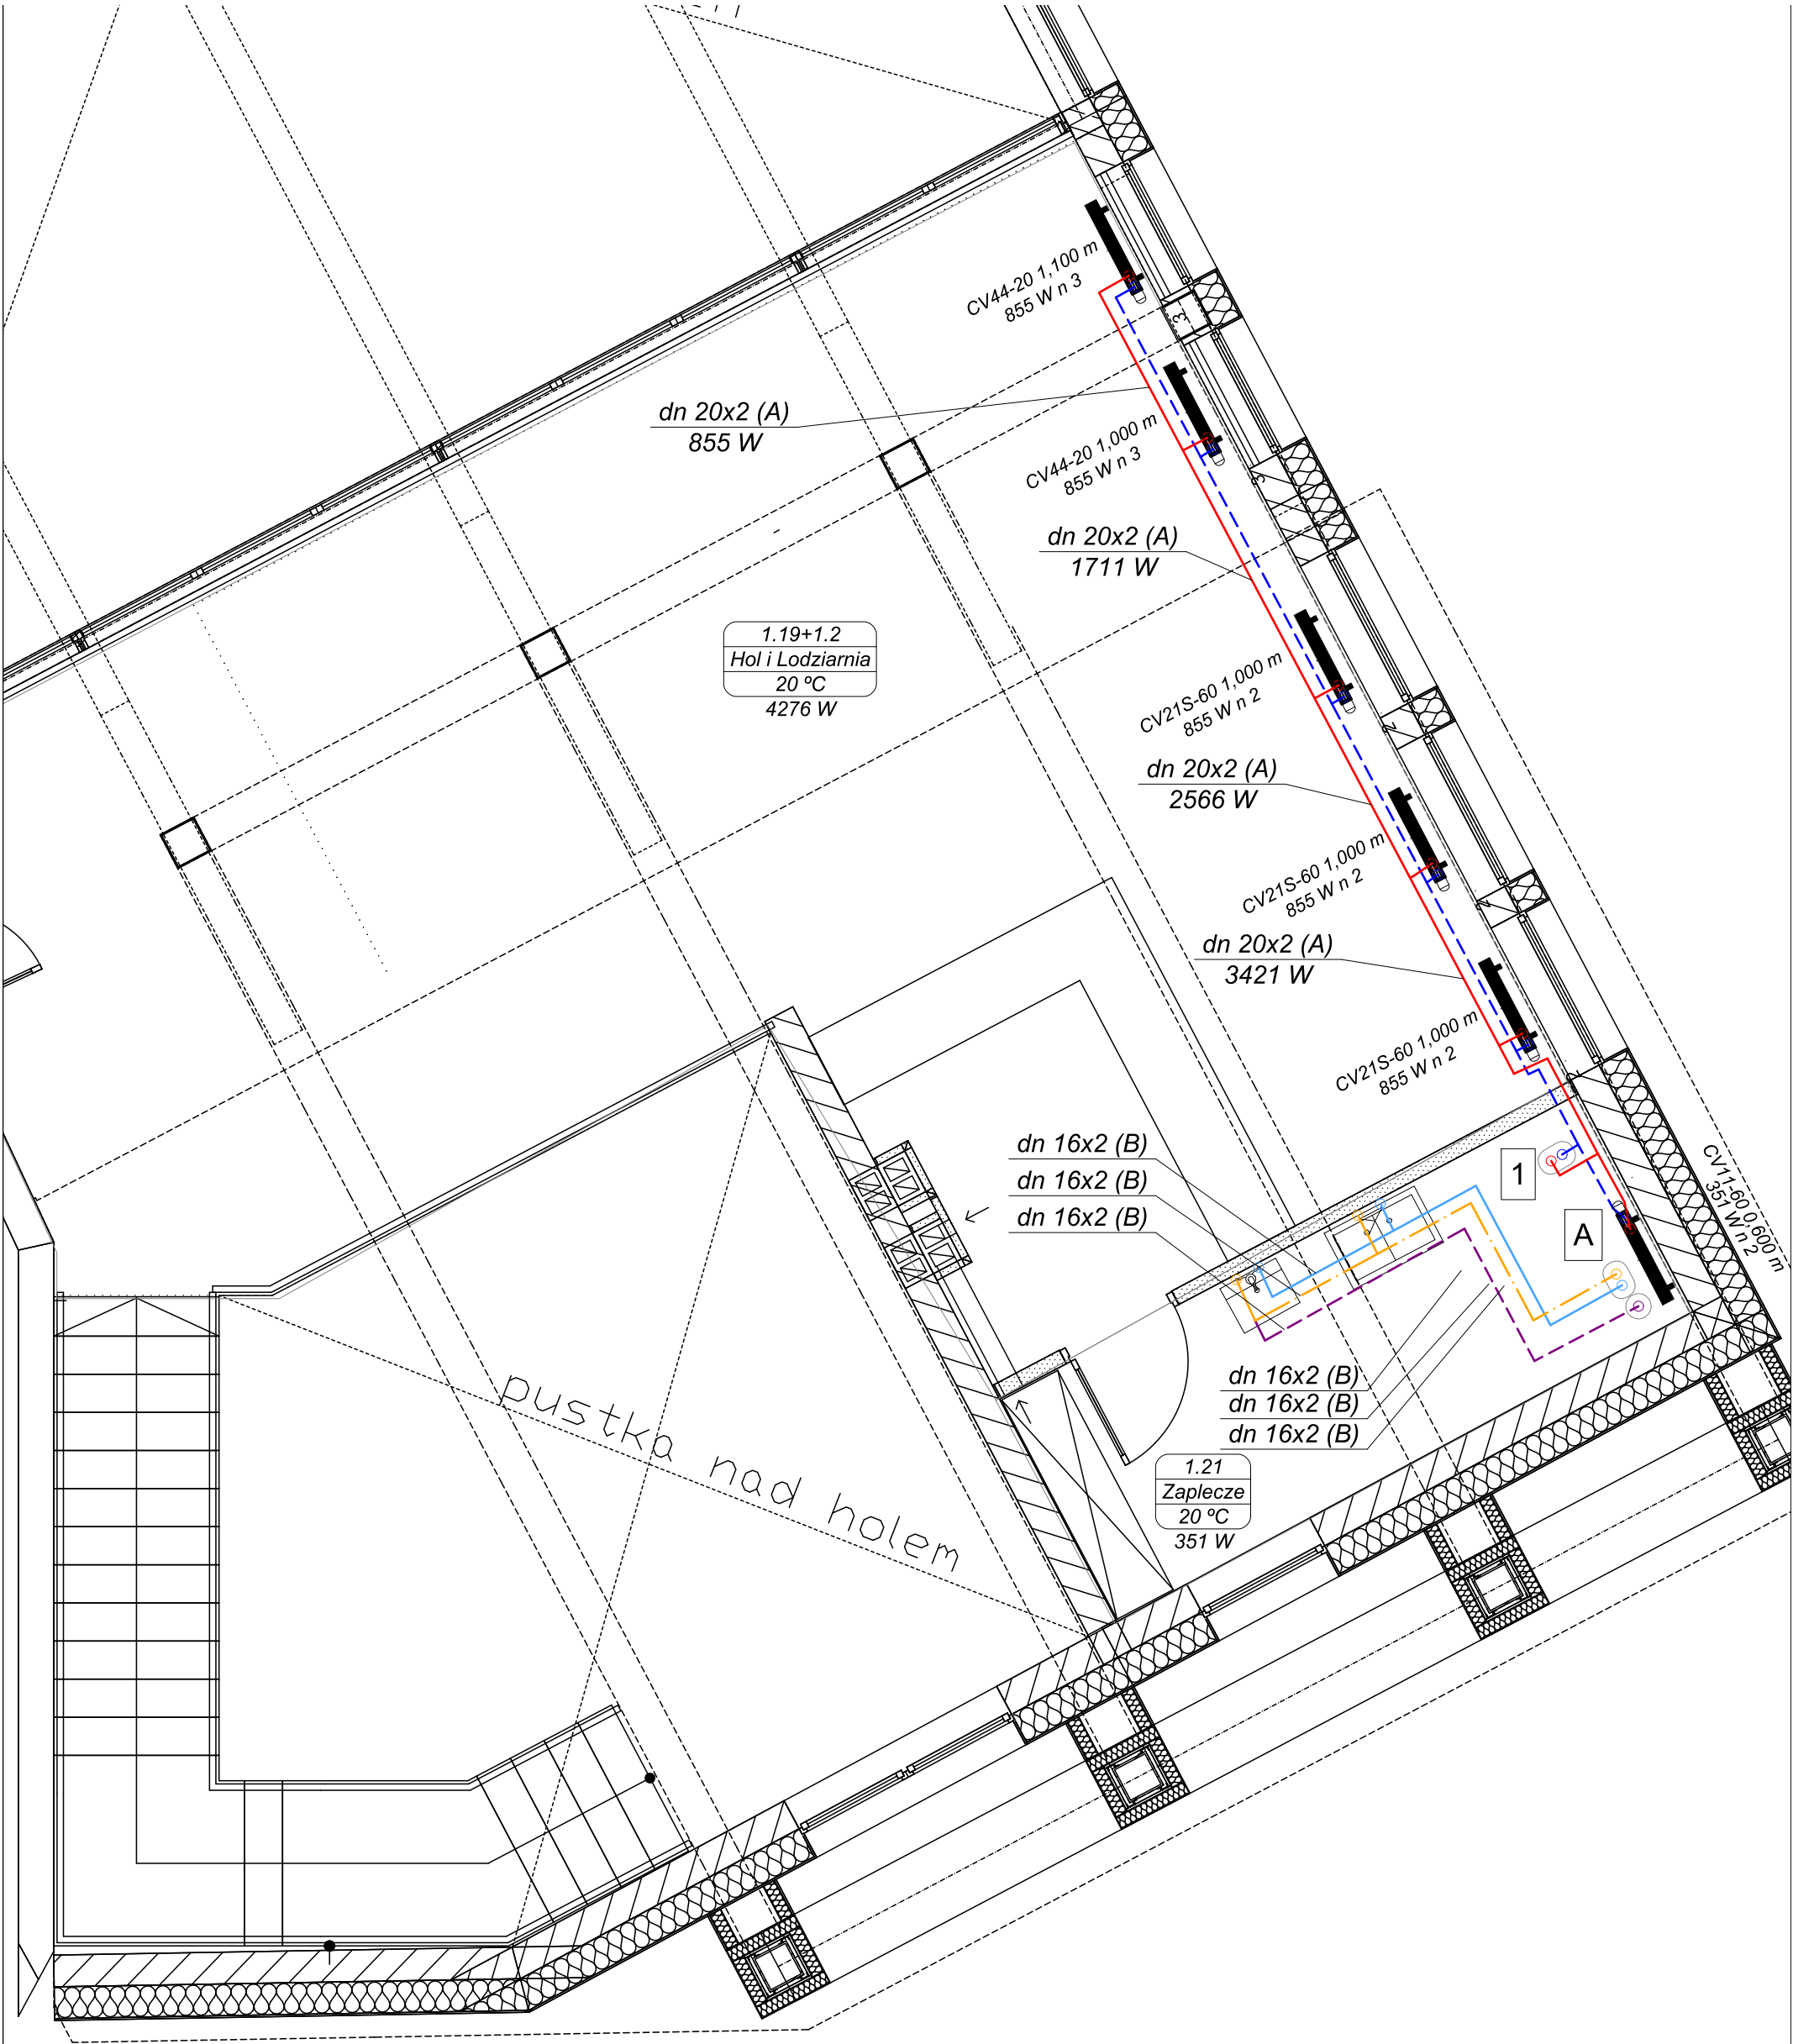 CV44-20 1,100 m
855 W n 3
3
dn 20x2 (A)
855 W
CV44-20 1,000 m
855 W n 3
3
dn 20x2 (A)
1711 W
1.19+1.2
Hol i Lodziarnia
20 ºC
4276 W
CV21S-60 1,000 m
855 W n 2
2
dn 20x2 (A)
2566 W
CV21S-60 1,000 m
855 W n 2
dn 20x2 (A)
3421 W
CV21S-60 1,000 m
855 W n 2
dn 16x2 (B)
dn 16x2 (B)
dn 16x2 (B)
1
CV11-60 0,600 m
351 W n 2
A
dn 16x2 (B)
dn 16x2 (B)
dn 16x2 (B)
pustka nad holem
1.21
Zaplecze
20 ºC
351 W